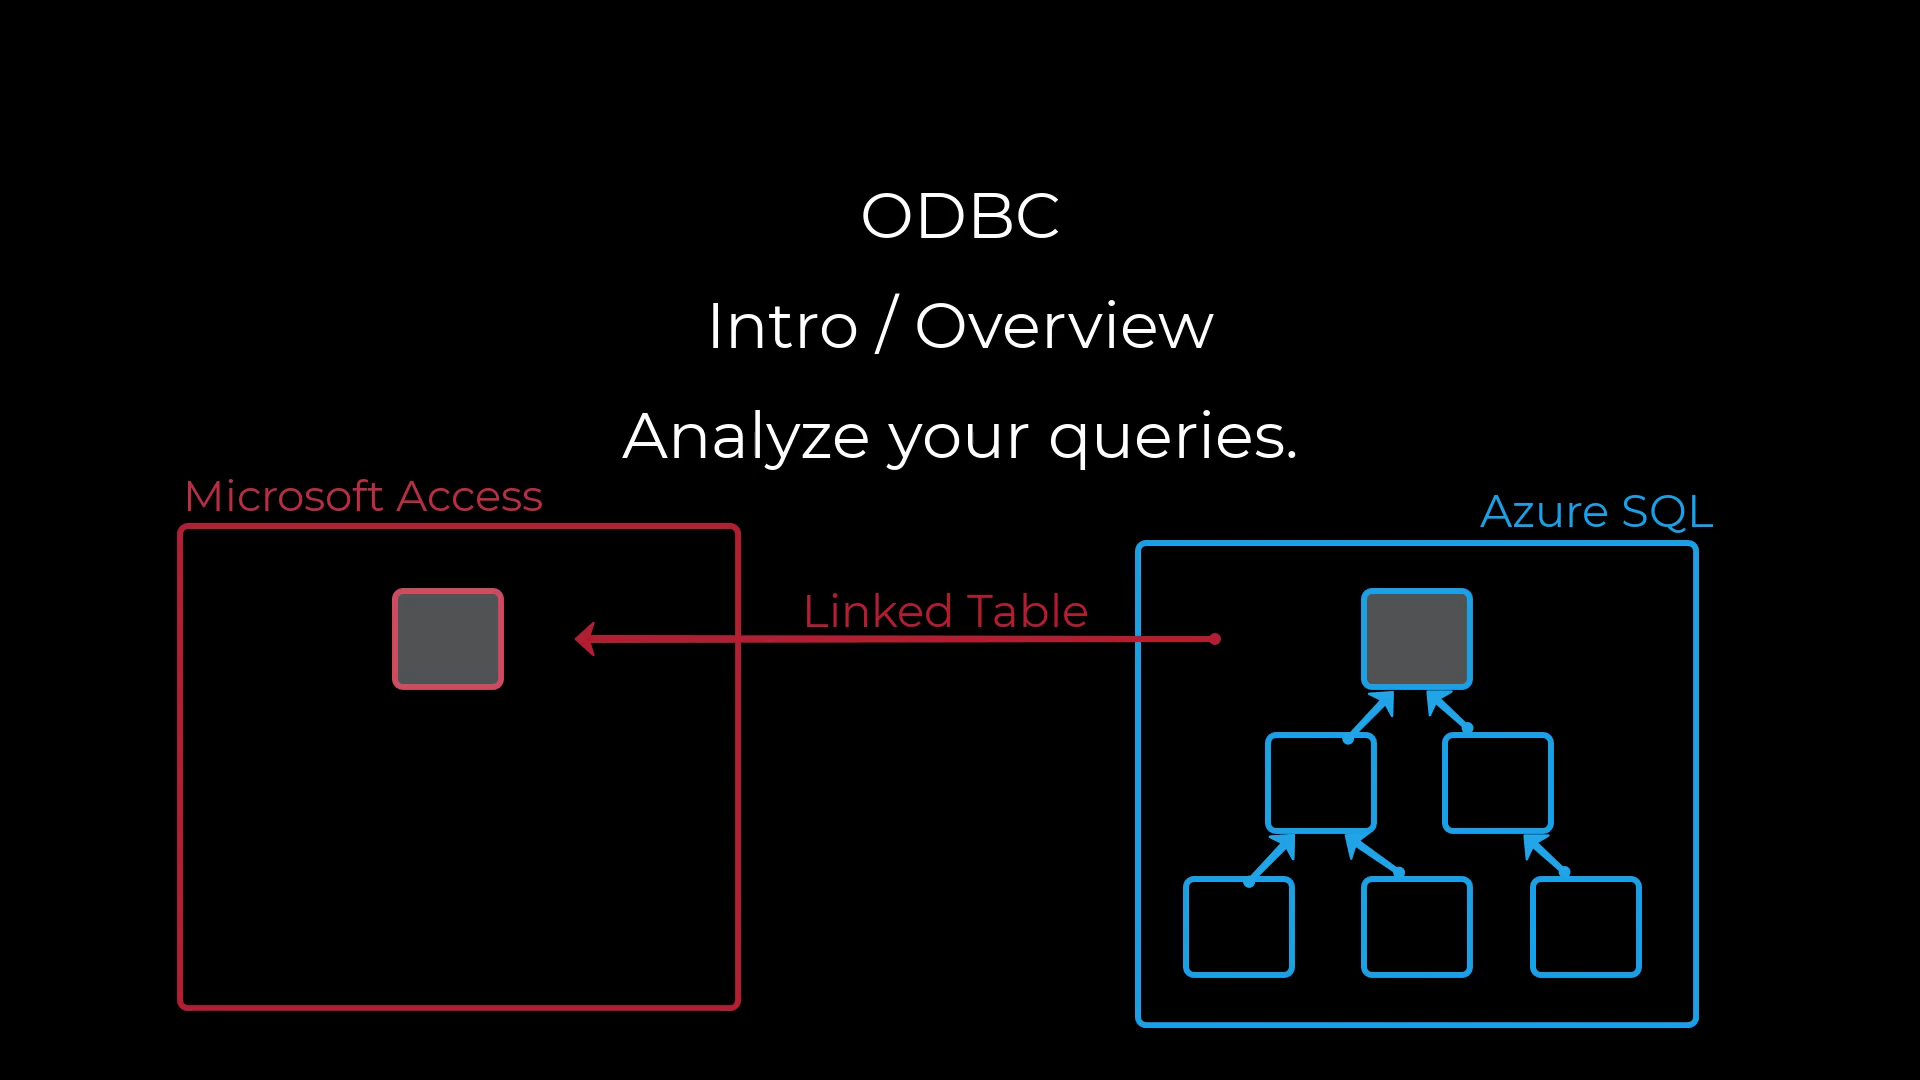 ODBC
Intro / Overview
Analyze your queries.
Microsoft Access
Azure SQL
Linked Table